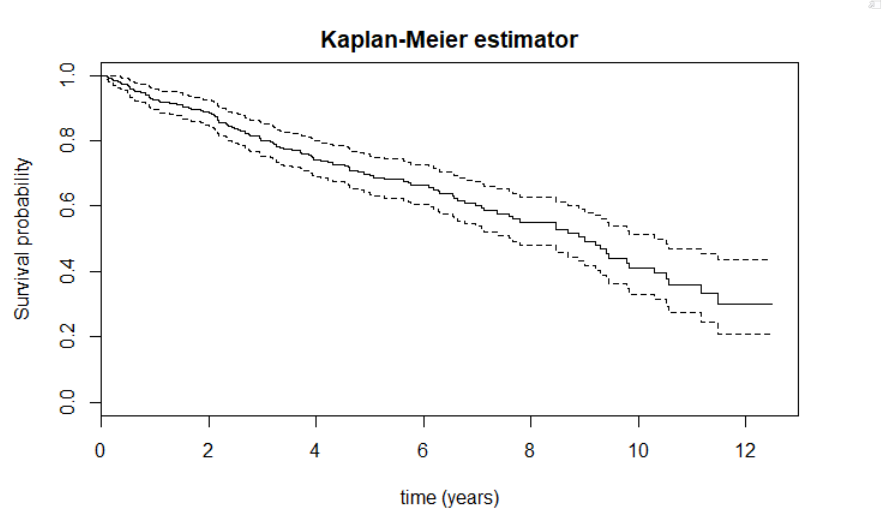 Kaplan-Meier estimator
Survival probability
1.0
0.8
0.6
0.4
0.2
0.0
0 2 4 6 8 10 12
time (years)